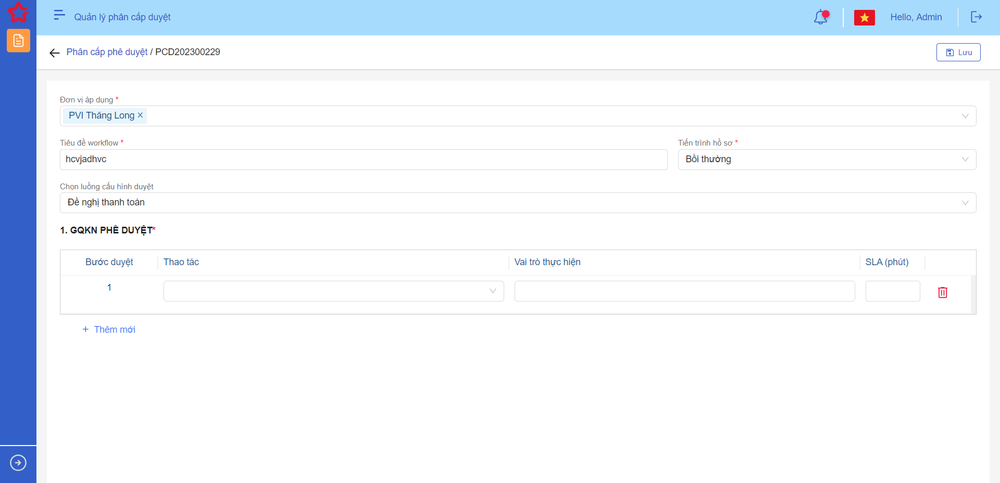 Quản lý phân cấp duyệt
Hello, Admin
Phân cấp phê duyệt / PCD202300229
Lưu
Đơn vị áp dụng *
PVI Thăng Long ×
Tiêu đề workflow *
Tiến trình hồ sơ *
hcvjadhvc
Bồi thường
Chọn luồng cấu hình duyệt
Đề nghị thanh toán
1. GQKN PHÊ DUYỆT*
Bước duyệt
Thao tác
Vai trò thực hiện
SLA (phút)
1
+ Thêm mới